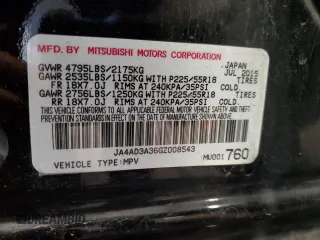 MFD. BY MITSUBISHI MOTORS CORPORATION
GVWR 4795LBS/2175KG JAPAN
JUL 2015
GAWR 2535LBS/1150KG WITH P225/55R18 TIRES
FR 18X7.0J RIMS AT 240KPA/35PSI COLD
GAWR 2756LBS/1250KG WITH P225/55R18 TIRES
RR 18X7.0J RIMS AT 240KPA/35PSI COLD
THIS VEHICLE CONFORMS TO ALL APPLICABLE
FEDERAL MOTOR VEHICLE SAFETY
STANDARDS IN EFFECT ON THE DATE OF
MANUFACTURE SHOWN ABOVE.
JA4AD3A36GZ008543
VEHICLE TYPE: MPV
MU001 760